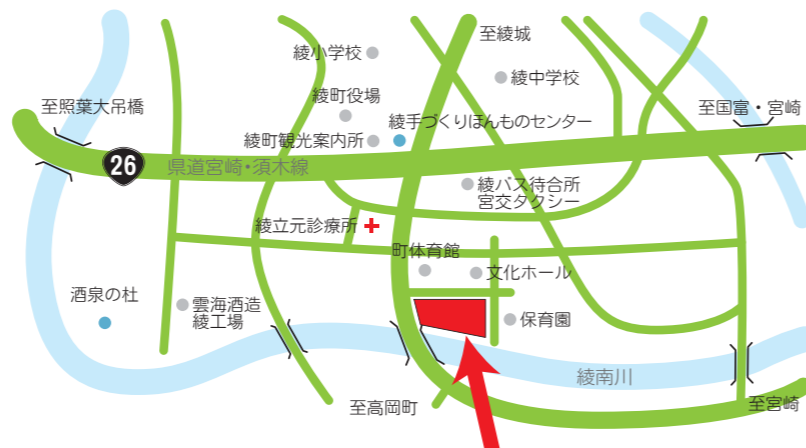 至綾城
綾小学校
綾中学校
綾町役場
至照葉大吊橋
至国富・宮崎
綾手づくりほんものセンター
綾町観光案内所
26
県道宮崎・須木線
綾バス待合所
宮交タクシー
綾立元診療所
町体育館
文化ホール
酒泉の杜
雲海酒造
綾工場
保育園
綾南川
至高岡町
至宮崎